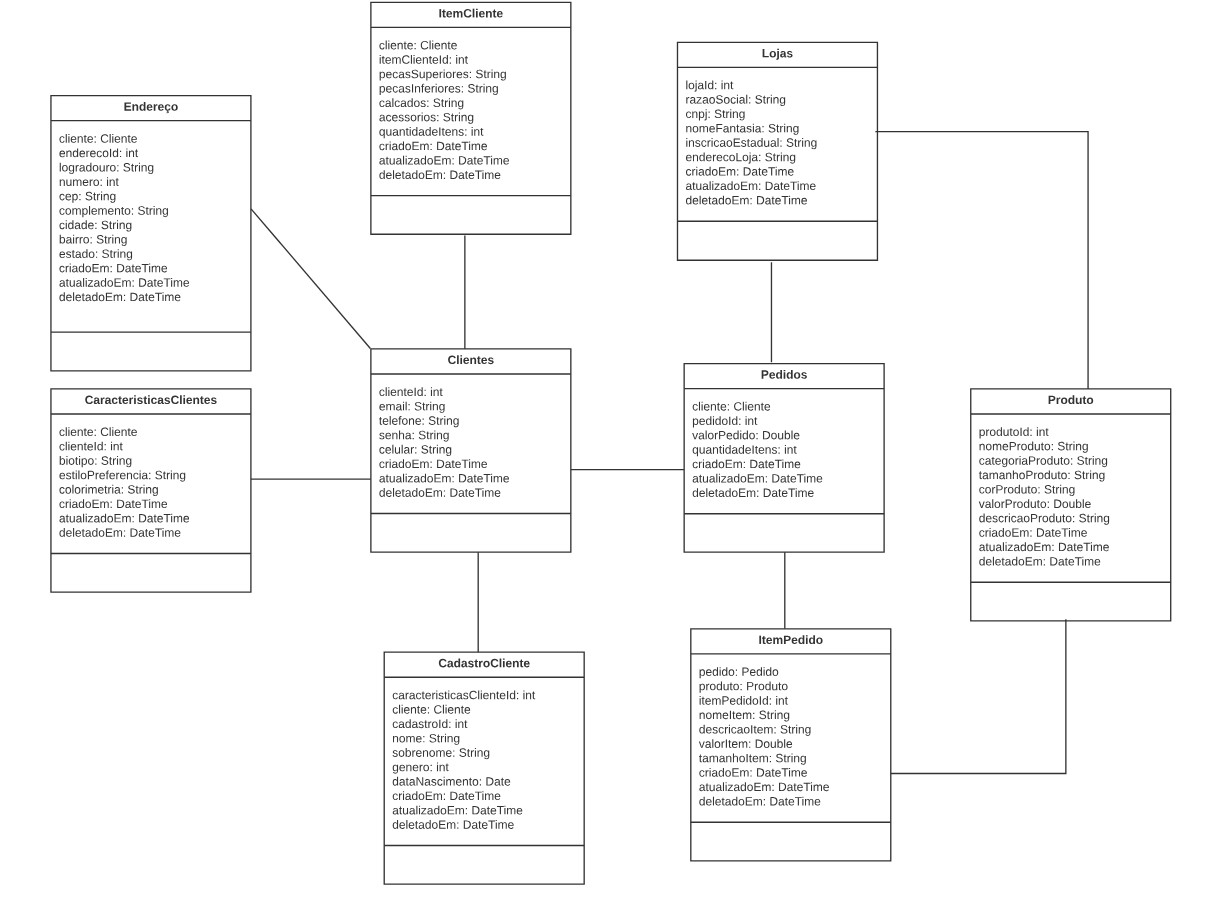 ItemCliente
cliente: Cliente
itemClienteId: int
pecasSuperiores: String
pecasInferiores: String
calcados: String
acessorios: String
quantidadeItens: int
criadoEm: DateTime
atualizadoEm: DateTime
deletadoEm: DateTime
Lojas
lojaId: int
razaoSocial: String
cnpj: String
nomeFantasia: String
inscricaoEstadual: String
enderecoLoja: String
criadoEm: DateTime
atualizadoEm: DateTime
deletadoEm: DateTime
Endereço
cliente: Cliente
enderecoId: int
logradouro: String
numero: int
cep: String
complemento: String
cidade: String
bairro: String
estado: String
criadoEm: DateTime
atualizadoEm: DateTime
deletadoEm: DateTime
Clientes
clienteId: int
email: String
telefone: String
senha: String
celular: String
criadoEm: DateTime
atualizadoEm: DateTime
deletadoEm: DateTime
Pedidos
cliente: Cliente
pedidoId: int
valorPedido: Double
quantidadeItens: int
criadoEm: DateTime
atualizadoEm: DateTime
deletadoEm: DateTime
CaracteristicasClientes
cliente: Cliente
clienteId: int
biotipo: String
estiloPreferencia: String
colorimetria: String
criadoEm: DateTime
atualizadoEm: DateTime
deletadoEm: DateTime
Produto
produtoId: int
nomeProduto: String
categoriaProduto: String
tamanhoProduto: String
corProduto: String
valorProduto: Double
descricaoProduto: String
criadoEm: DateTime
atualizadoEm: DateTime
deletadoEm: DateTime
CadastroCliente
caracteristicasClienteId: int
cliente: Cliente
cadastroId: int
nome: String
sobrenome: String
genero: int
dataNascimento: Date
criadoEm: DateTime
atualizadoEm: DateTime
deletadoEm: DateTime
ItemPedido
pedido: Pedido
produto: Produto
itemPedidoId: int
nomeItem: String
descricaoItem: String
valorItem: Double
tamanhoItem: String
criadoEm: DateTime
atualizadoEm: DateTime
deletadoEm: DateTime